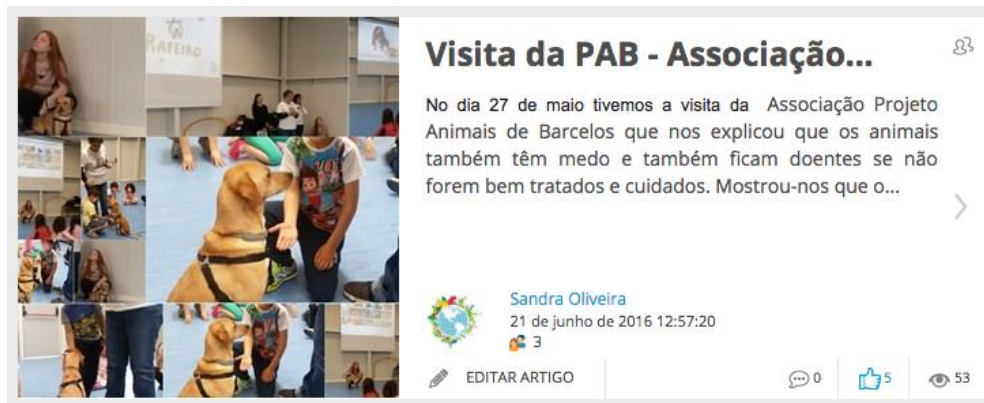 RAFEIRO
Visita da PAB - Associação...
No dia 27 de maio tivemos a visita da Associação Projeto
Animais de Barcelos que nos explicou que os animais
também têm medo e também ficam doentes se não
forem bem tratados e cuidados. Mostrou-nos que o...
Sandra Oliveira
21 de junho de 2016 12:57:20
3
EDITAR ARTIGO
0
5
53